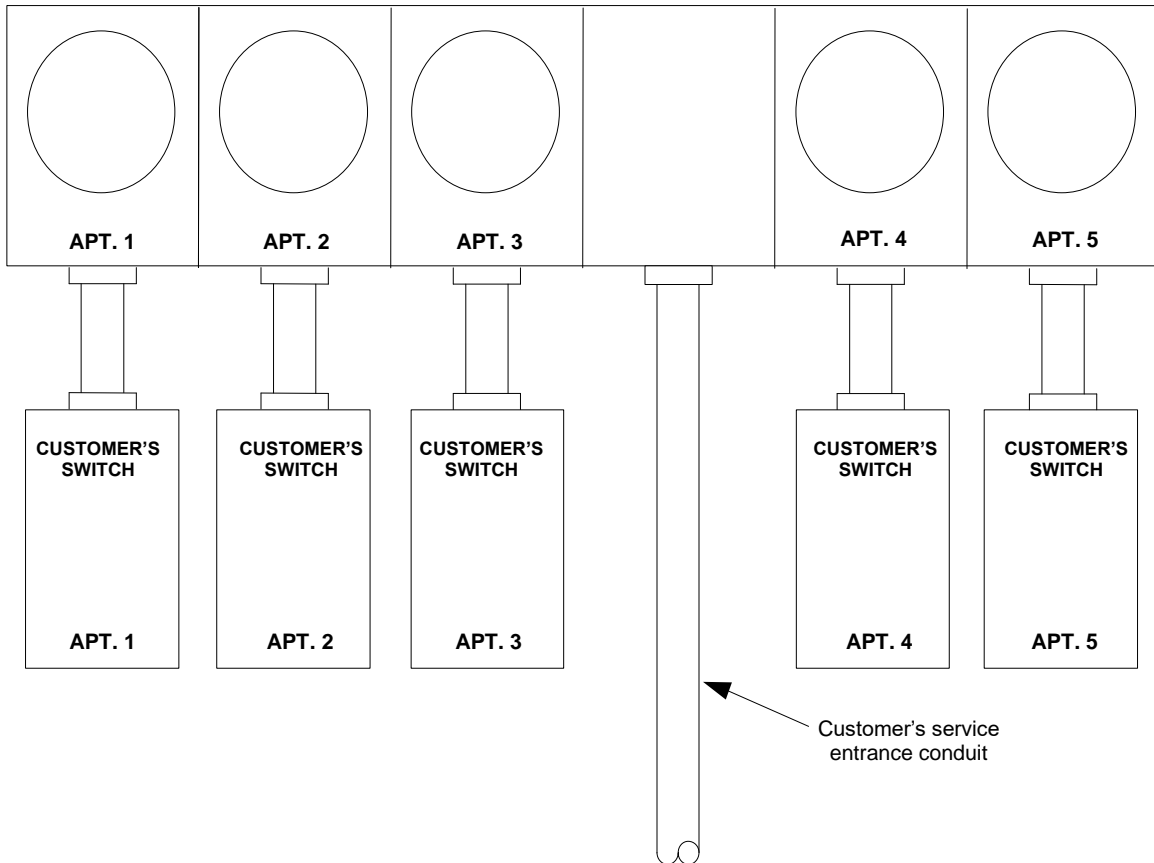 APT. 1
APT. 2
APT. 3
APT. 4
APT. 5
CUSTOMER'S
SWITCH
CUSTOMER'S
SWITCH
CUSTOMER'S
SWITCH
CUSTOMER'S
SWITCH
CUSTOMER'S
SWITCH
APT. 1
APT. 2
APT. 3
APT. 4
APT. 5
Customer's service
entrance conduit